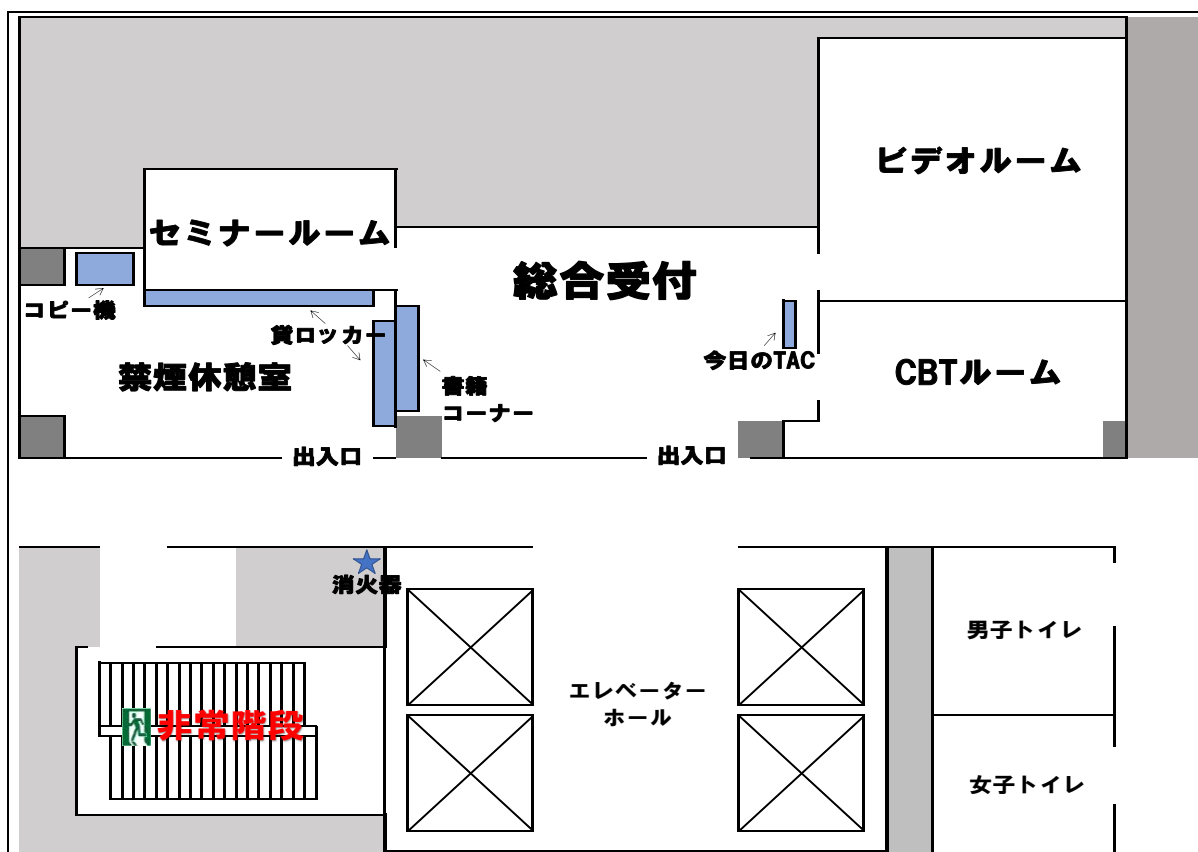 ビデオルーム
セミナールーム
総合受付
コピー機
貸ロッカー
今日のTAC
禁煙休憩室
CBTルーム
書籍
コーナー
出入口
出入口
消火器
男子トイレ
エレベーター
ホール
非常階段
女子トイレ